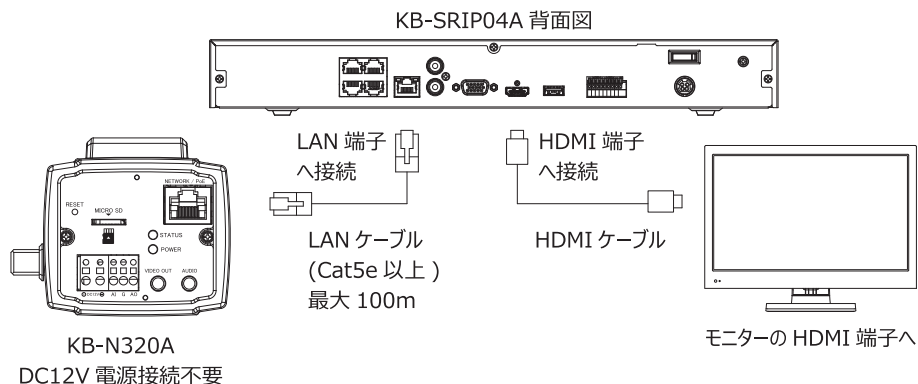 KB-SRIP04A 背面図
LAN 端子
へ接続
HDMI 端子
へ接続
NETWORK / PoE
RESET
MICRO SD
STATUS
POWER
VIDEO OUT
AUDIO
DC12V
AI G AO
LAN ケーブル
(Cat5e 以上 )
最大 100m
HDMI ケーブル
モニターの HDMI 端子へ
KB-N320A
DC12V 電源接続不要